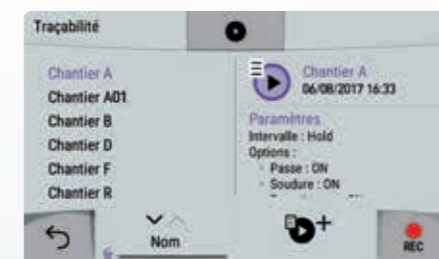 Traçabilité
Chantier A
Chantier A01
Chantier B
Chantier D
Chantier F
Chantier R
Chantier A
06/08/2017 16:33
Paramètres
Intervalle : Hold
Options :
- Passe : ON
- Soudure : ON
Nom
REC